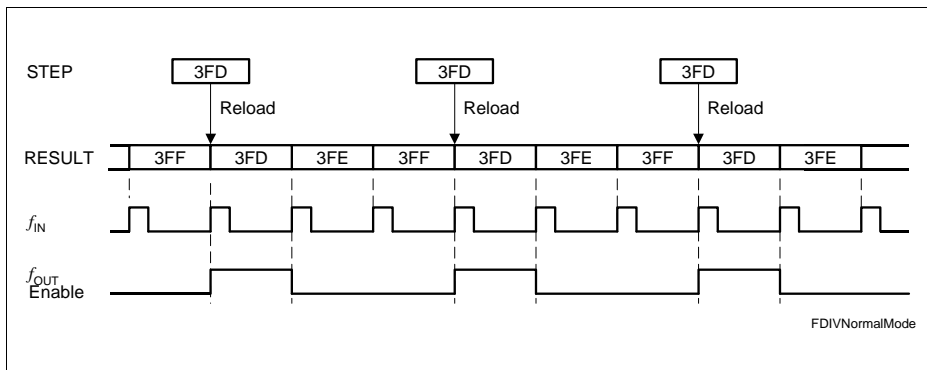 STEP 3FD 3FD 3FD
Reload Reload Reload
RESULT 3FF 3FD 3FE 3FF 3FD 3FE 3FF 3FD 3FE
fIN
fOUT
Enable
FDIVNormalMode